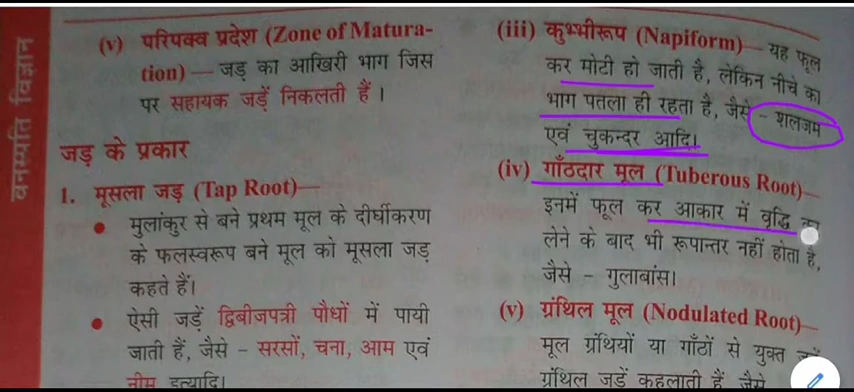 वनस्पति विज्ञान
(v) परिपक्व प्रदेश (Zone of Matura-
tion) — जड़ का आखिरी भाग जिस
पर सहायक जड़ें निकलती हैं ।
जड़ के प्रकार
1. मूसला जड़ (Tap Root)—
● मुलांकुर से बने प्रथम मूल के दीर्घीकरण
के फलस्वरूप बने मूल को मूसला जड़
कहते हैं।
● ऐसी जड़ें द्विबीजपत्री पौधों में पायी
जाती हैं, जैसे – सरसों, चना, आम एवं
नीम इत्यादि।
(iii) कुम्भीरूप (Napiform)— यह फूल
कर मोटी हो जाती है, लेकिन नीचे का
भाग पतला ही रहता है, जैसे – शलजम
एवं चुकन्दर आदि।
(iv) गाँठदार मूल (Tuberous Root)—
इनमें फूल कर आकार में वृद्धि
लेने के बाद भी रूपान्तर नहीं होता है,
जैसे – गुलाबांस।
(v) ग्रंथिल मूल (Nodulated Root)—
मूल ग्रंथियों या गाँठों से युक्त
ग्रंथिल जड़ें कहलाती हैं, जैसे